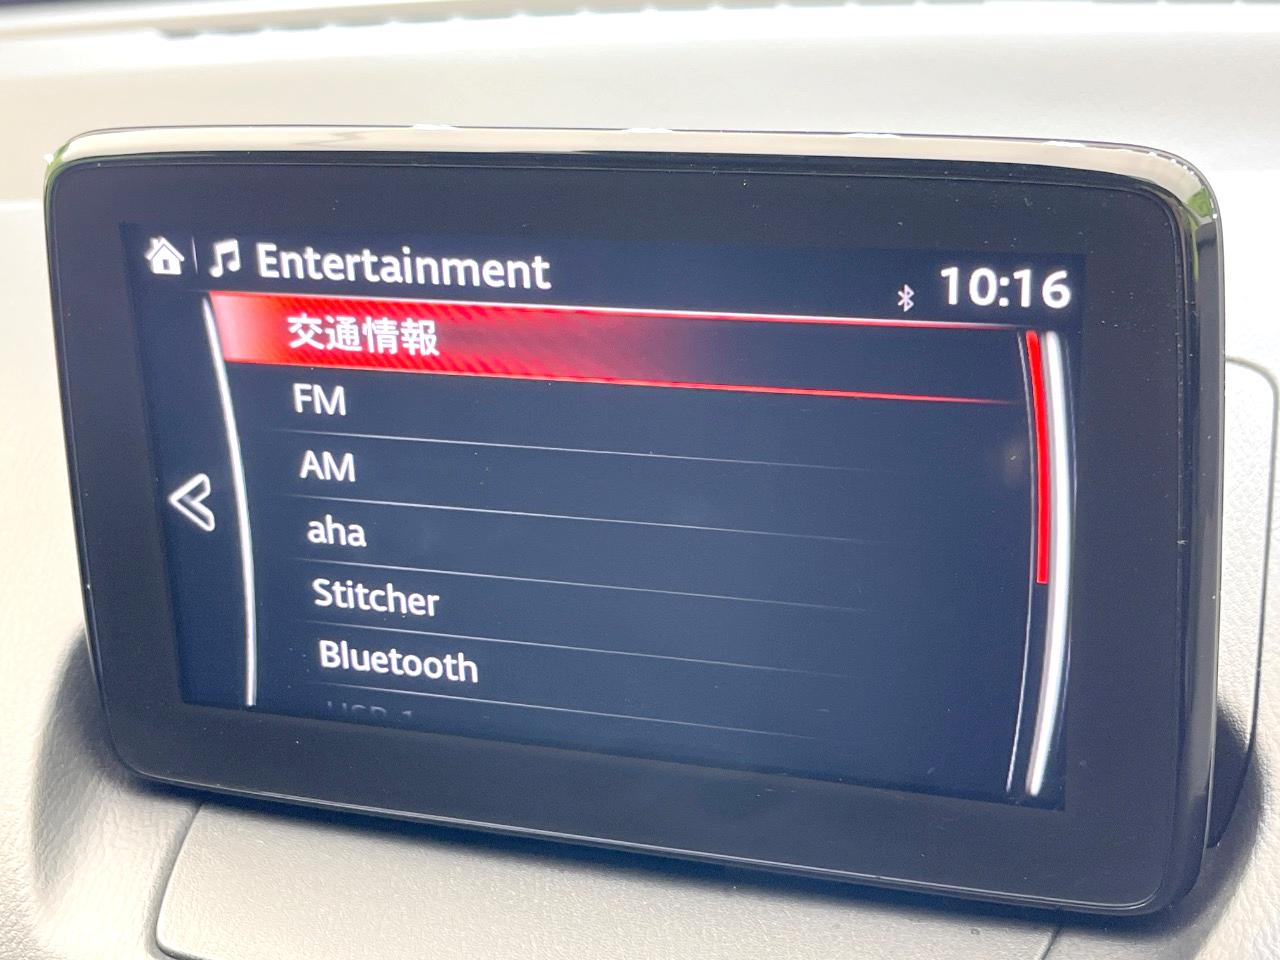 Entertainment
10:16
交通情報
FM
AM
aha
Stitcher
Bluetooth